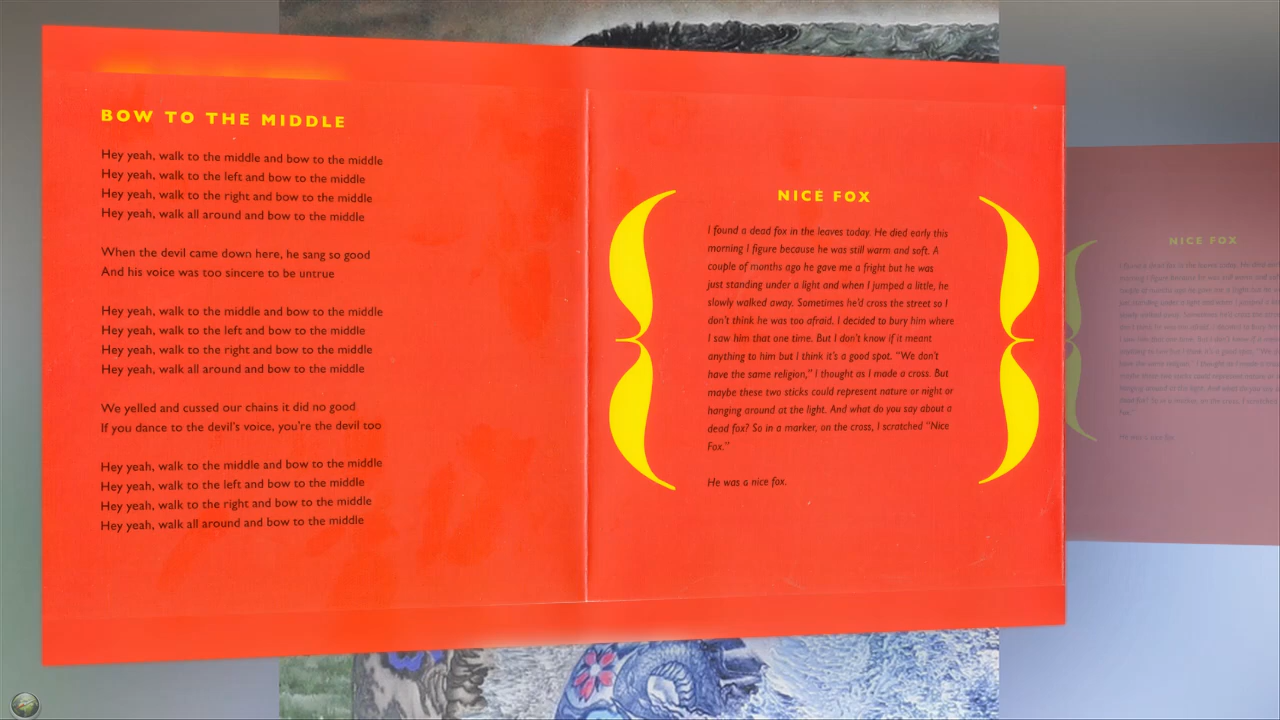 BOW TO THE MIDDLE
Hey yeah, walk to the middle and bow to the middle
Hey yeah, walk to the left and bow to the middle
Hey yeah, walk to the right and bow to the middle
Hey yeah, walk all around and bow to the middle
When the devil came down here, he sang so good
And his voice was too sincere to be untrue
Hey yeah, walk to the middle and bow to the middle
Hey yeah, walk to the left and bow to the middle
Hey yeah, walk to the right and bow to the middle
Hey yeah, walk all around and bow to the middle
We yelled and cussed our chains it did no good
If you dance to the devil's voice, you're the devil too
Hey yeah, walk to the middle and bow to the middle
Hey yeah, walk to the left and bow to the middle
Hey yeah, walk to the right and bow to the middle
Hey yeah, walk all around and bow to the middle
NICE FOX
I found a dead fox in the leaves today. He died early this
morning I figure because he was still warm and soft. A
couple of months ago he gave me a fright but he was
just standing under a light and when I jumped a little, he
slowly walked away. Sometimes he'd cross the street so I
don't think he was too afraid. I decided to bury him where
I saw him that one time. But I don't know if it meant
anything to him but I think it's a good spot. "We don't
have the same religion," I thought as I made a cross. But
maybe these two sticks could represent nature or night or
hanging around at the light. And what do you say about a
dead fox? So in a marker, on the cross, I scratched "Nice
Fox."
He was a nice fox.
NICE FOX
He was a nice fox.